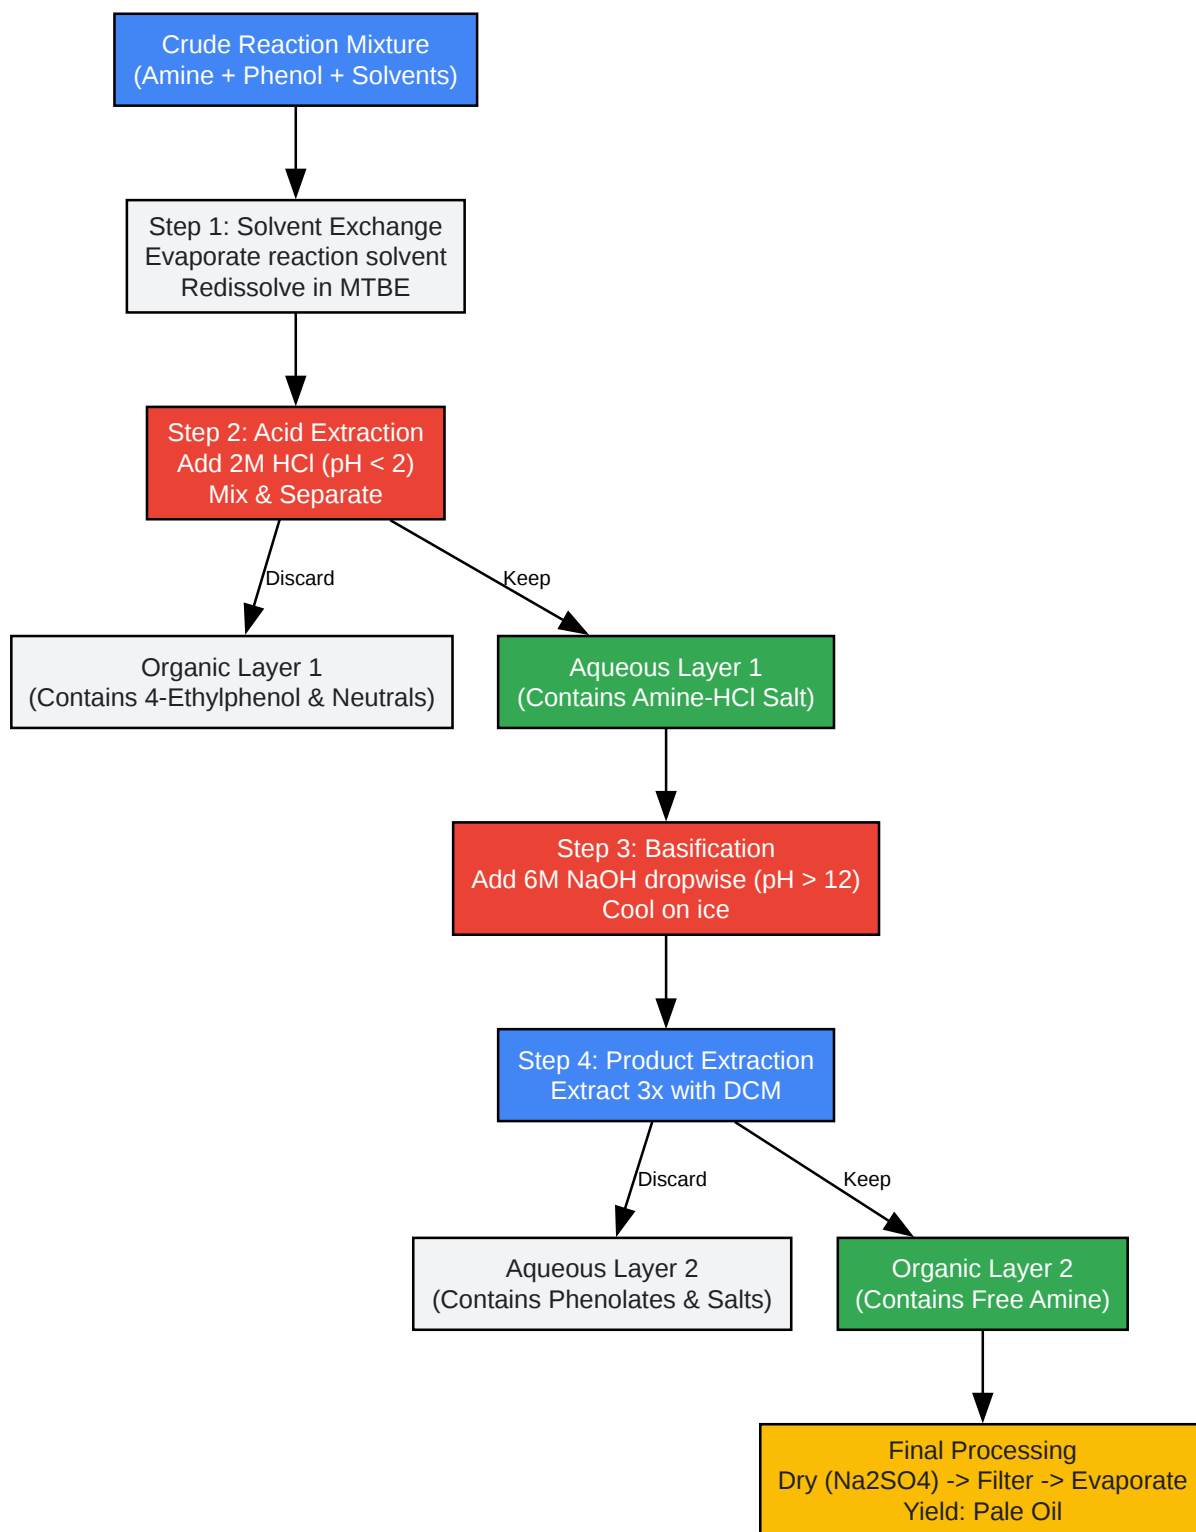 Crude Reaction Mixture
(Amine + Phenol + Solvents)
Step 1: Solvent Exchange
Evaporate reaction solvent
Redissolve in MTBE
Step 2: Acid Extraction
Add 2M HCl (pH < 2)
Mix & Separate
Discard
Keep
Organic Layer 1
(Contains 4-Ethylphenol & Neutrals)
Aqueous Layer 1
(Contains Amine-HCl Salt)
Step 3: Basification
Add 6M NaOH dropwise (pH > 12)
Cool on ice
Step 4: Product Extraction
Extract 3x with DCM
Discard
Keep
Aqueous Layer 2
(Contains Phenolates & Salts)
Organic Layer 2
(Contains Free Amine)
Final Processing
Dry (Na2SO4) -> Filter -> Evaporate
Yield: Pale Oil